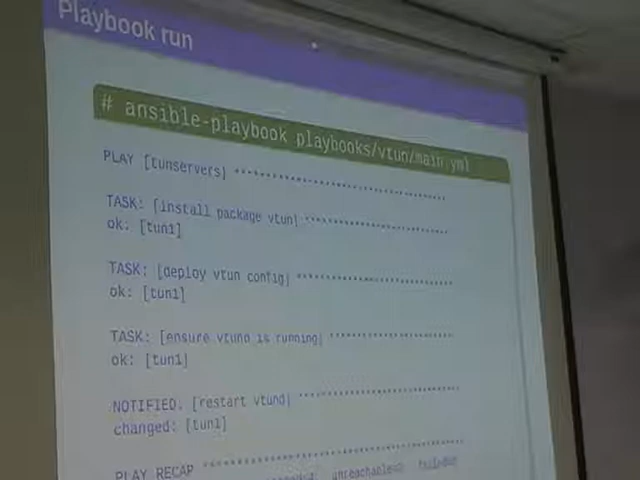 Playbook run
# ansible-playbook playbooks/vtun/main.yml
PLAY [tunservers] ********************************
TASK: [install package vtun] **********************
ok: [tun1]
TASK: [deploy vtun config] ************************
ok: [tun1]
TASK: [ensure vtund is running] *******************
ok: [tun1]
NOTIFIED: [restart vtund] *************************
changed: [tun1]
PLAY RECAP ***************************************